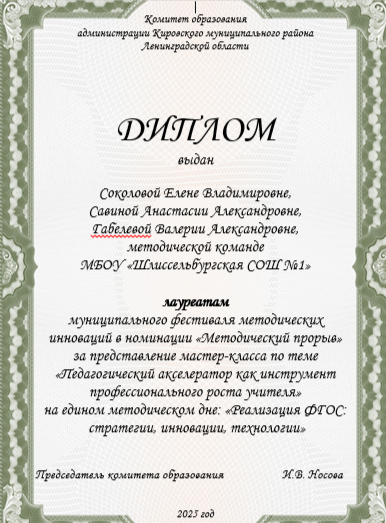 Комитет образования
администрации Кировского муниципального района
Ленинградской области
ДИПЛОМ
выдан
Соколовой Елене Владимировне,
Савиной Анастасии Александровне,
Габелевой Валерии Александровне,
методической команде
МБОУ «Шлиссельбургская СОШ №1»
лауреатам
муниципального фестиваля методических
инноваций в номинации «Методический прорыв»
за представление мастер-класса по теме
«Педагогический акселератор как инструмент
профессионального роста учителя»
на едином методическом дне: «Реализация ФГОС:
стратегии, инновации, технологии»
Председатель комитета образования И.В. Носова
2025 год